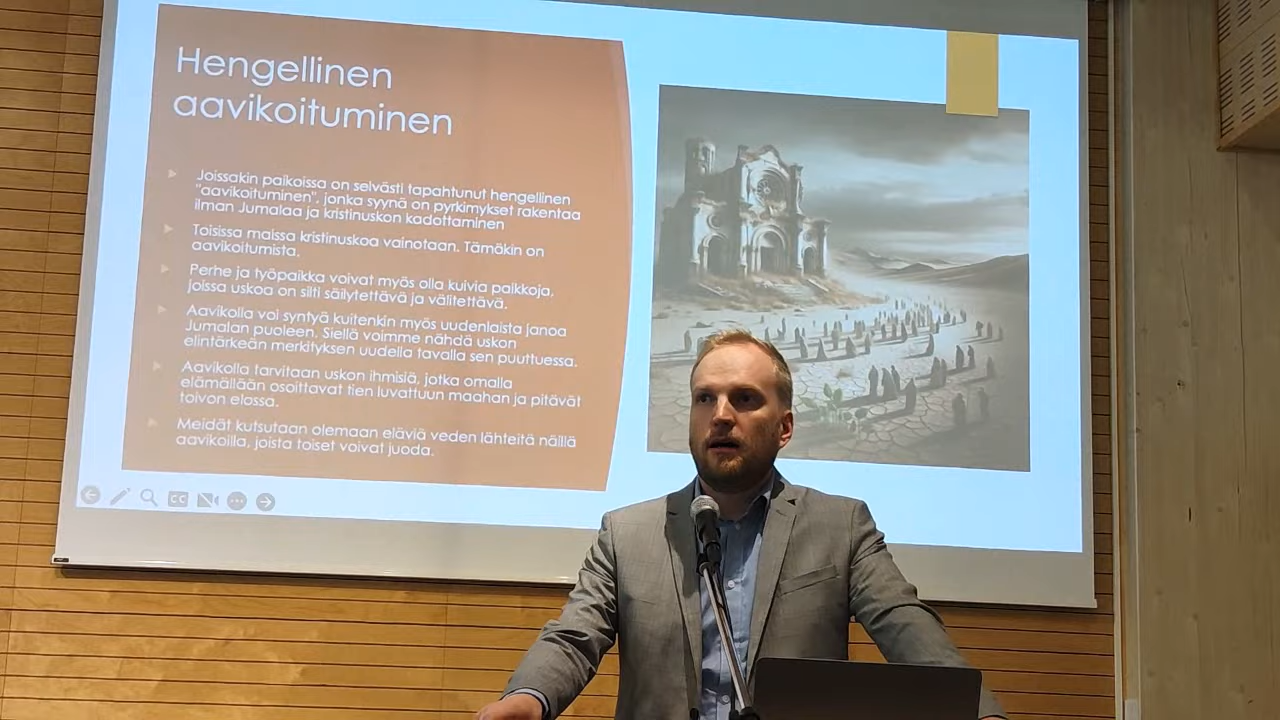 Hengellinen
aavikoituminen
Joissakin paikoissa on selvästi tapahtunut hengellinen
"aavikoituminen", jonka syynä on pyrkimykset rakentaa
ilman Jumalaa ja kristinuskon kadottaminen
Toisissa maissa kristinuskoa vainotaan. Tämäkin on
aavikoitumista.
Perhe ja työpaikka voivat myös olla kuivia paikkoja,
joissa uskoa on silti säilytettävä ja välitettävä.
Aavikolla voi syntyä kuitenkin myös uudenlaista janoa
Jumalan puoleen. Siellä voimme nähdä uskon
elintärkeän merkityksen uudella tavalla sen puuttuessa.
Aavikolla tarvitaan uskon ihmisiä, jotka omalla
elämällään osoittavat tien luvattuun maahan ja pitävät
toivon elossa.
Meidät kutsutaan olemaan eläviä veden lähteitä näillä
aavikoilla, joista toiset voivat juoda.
CC